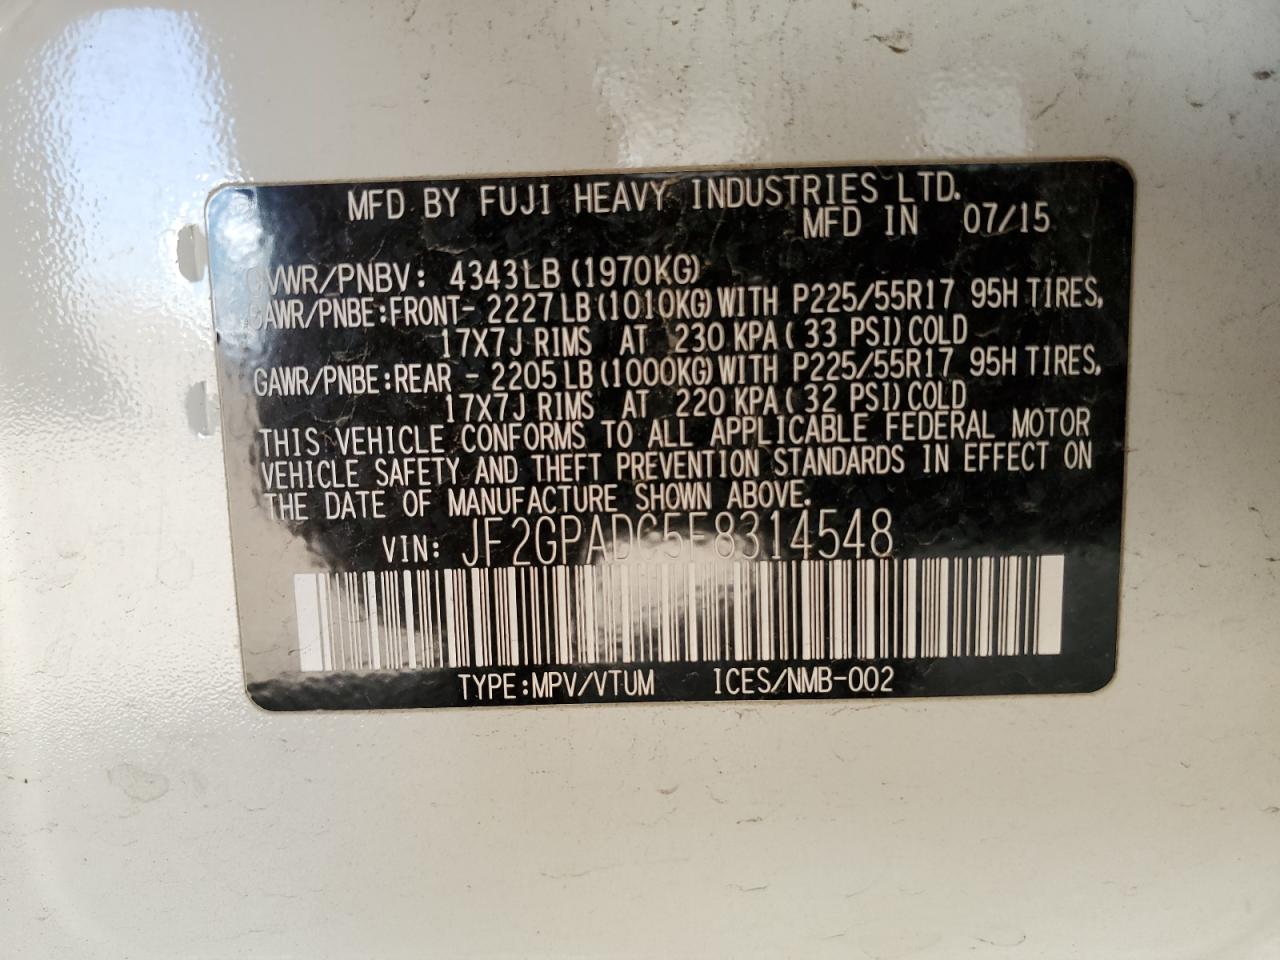 MFD BY FUJI HEAVY INDUSTRIES LTD.
MFD IN 07/15
GVWR/PNBV: 4343LB(1970KG)
GAWR/PNBE:FRONT- 2227LB(1010KG)WITH P225/55R17 95H TIRES,
17X7J RIMS AT 230 KPA( 33 PSI)COLD
GAWR/PNBE:REAR - 2205LB(1000KG)WITH P225/55R17 95H TIRES,
17X7J RIMS AT 220 KPA( 32 PSI)COLD
THIS VEHICLE CONFORMS TO ALL APPLICABLE FEDERAL MOTOR
VEHICLE SAFETY AND THEFT PREVENTION STANDARDS IN EFFECT ON
THE DATE OF MANUFACTURE SHOWN ABOVE.
VIN: JF2GPADC5F8314548
TYPE:MPV/VTUM ICES/NMB-002